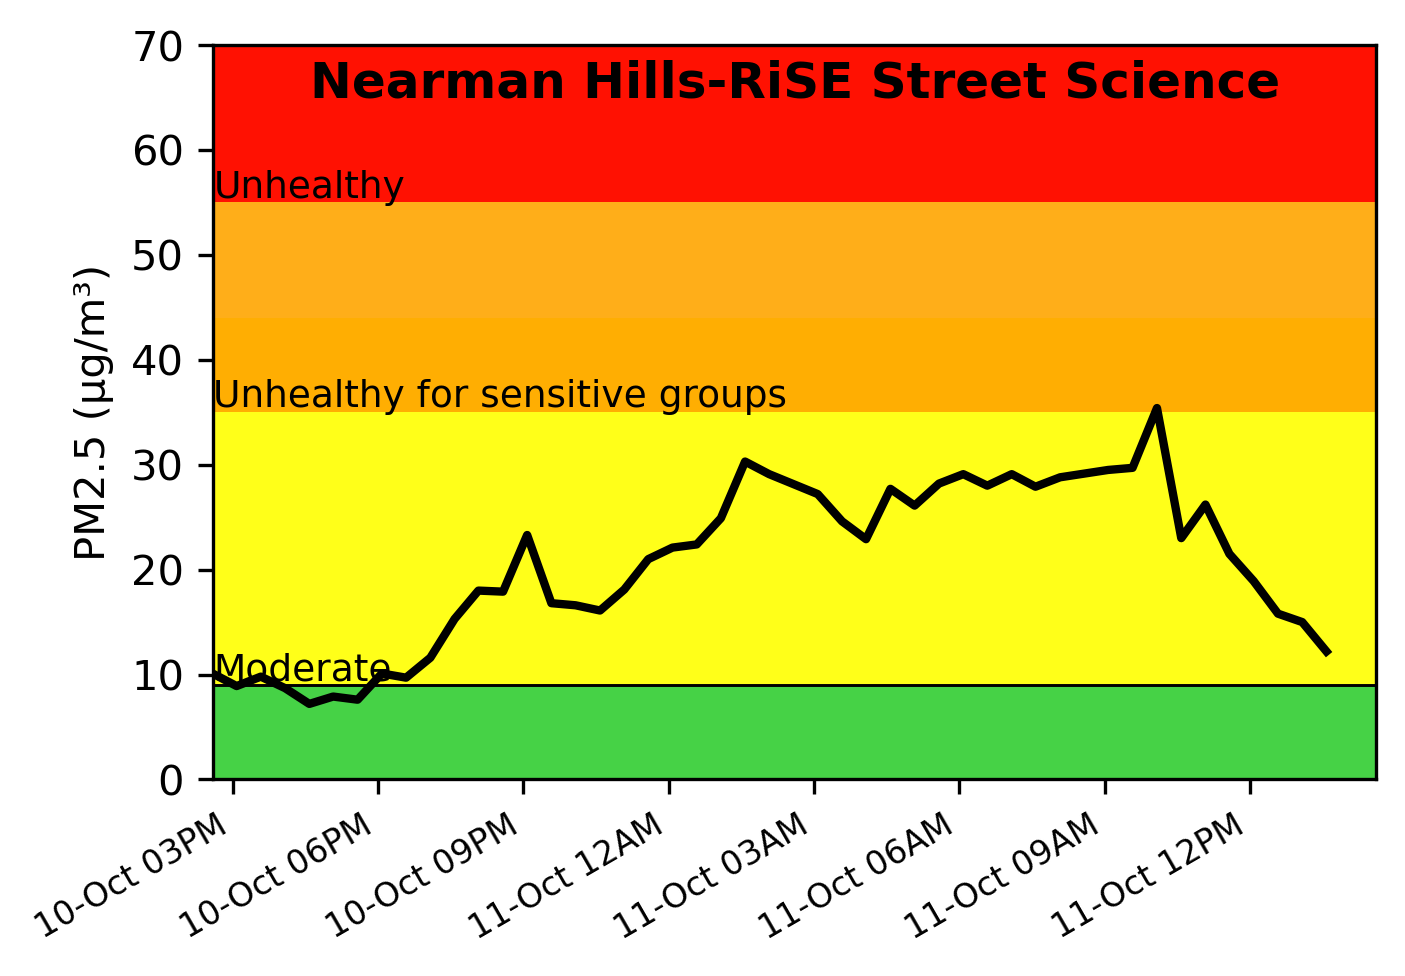 Nearman Hills-RiSE Street Science
70
60
50
40
30
20
10
0
PM2.5 (µg/m³)
Unhealthy
Unhealthy for sensitive groups
Moderate
10-Oct 03PM
10-Oct 06PM
10-Oct 09PM
11-Oct 12AM
11-Oct 03AM
11-Oct 06AM
11-Oct 09AM
11-Oct 12PM